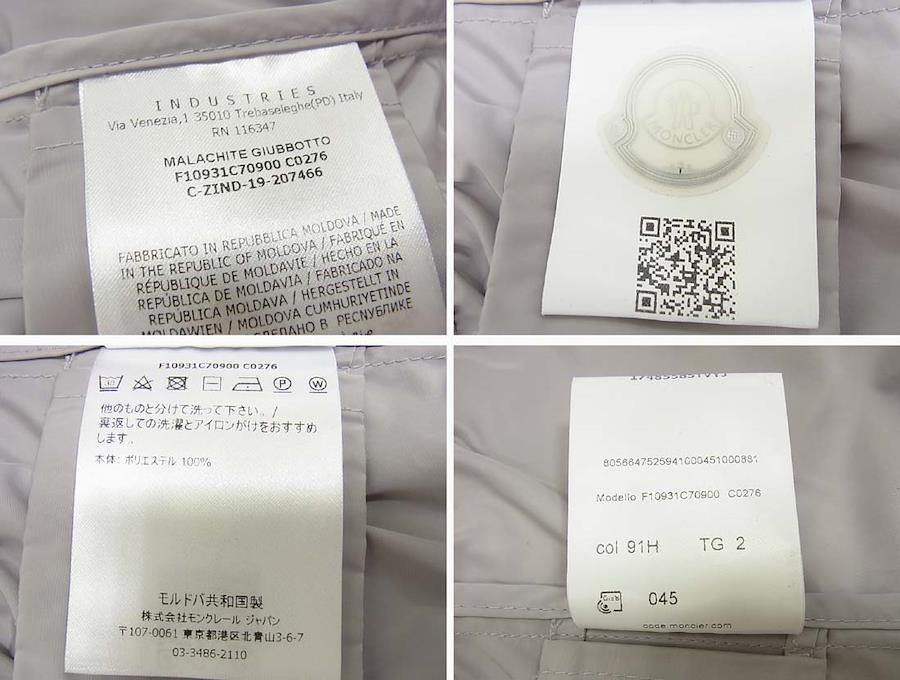 INDUSTRIES
Via Venezia,1 35010 Trebaseleghe(PD) Italy
RN 116347
MALACHITE GIUBBOTTO
F10931C70900 C0276
C-ZIND-19-207466
FABBRICATO IN REPUBBLICA MOLDOVA / MADE
IN THE REPUBLIC OF MOLDOVA / FABRIQUÉ EN
RÉPUBLIQUE DE MOLDAVIE / HECHO EN LA
REPÚBLICA DE MOLDAVIA / FABRICADO NA
REPÚBLICA MOLDAVA / HERGESTELLT IN
MOLDAWIEN / MOLDOVA CUMHURIYETINDE
В РЕСПУБЛИКЕ
MONCLER
F10931C70900 C0276
P W
他のものと分けて洗って下さい。/
裏返しての洗濯とアイロンがけをおすすめ
します。
本体: ポリエステル 100%
モルドバ共和国製
株式会社モンクレール ジャパン
〒107-0061 東京都港区北青山3-6-7
03-3486-2110
8056647525941000451000881
Modello F10931C70900 C0276
col 91H TG 2
045
code.moncler.com